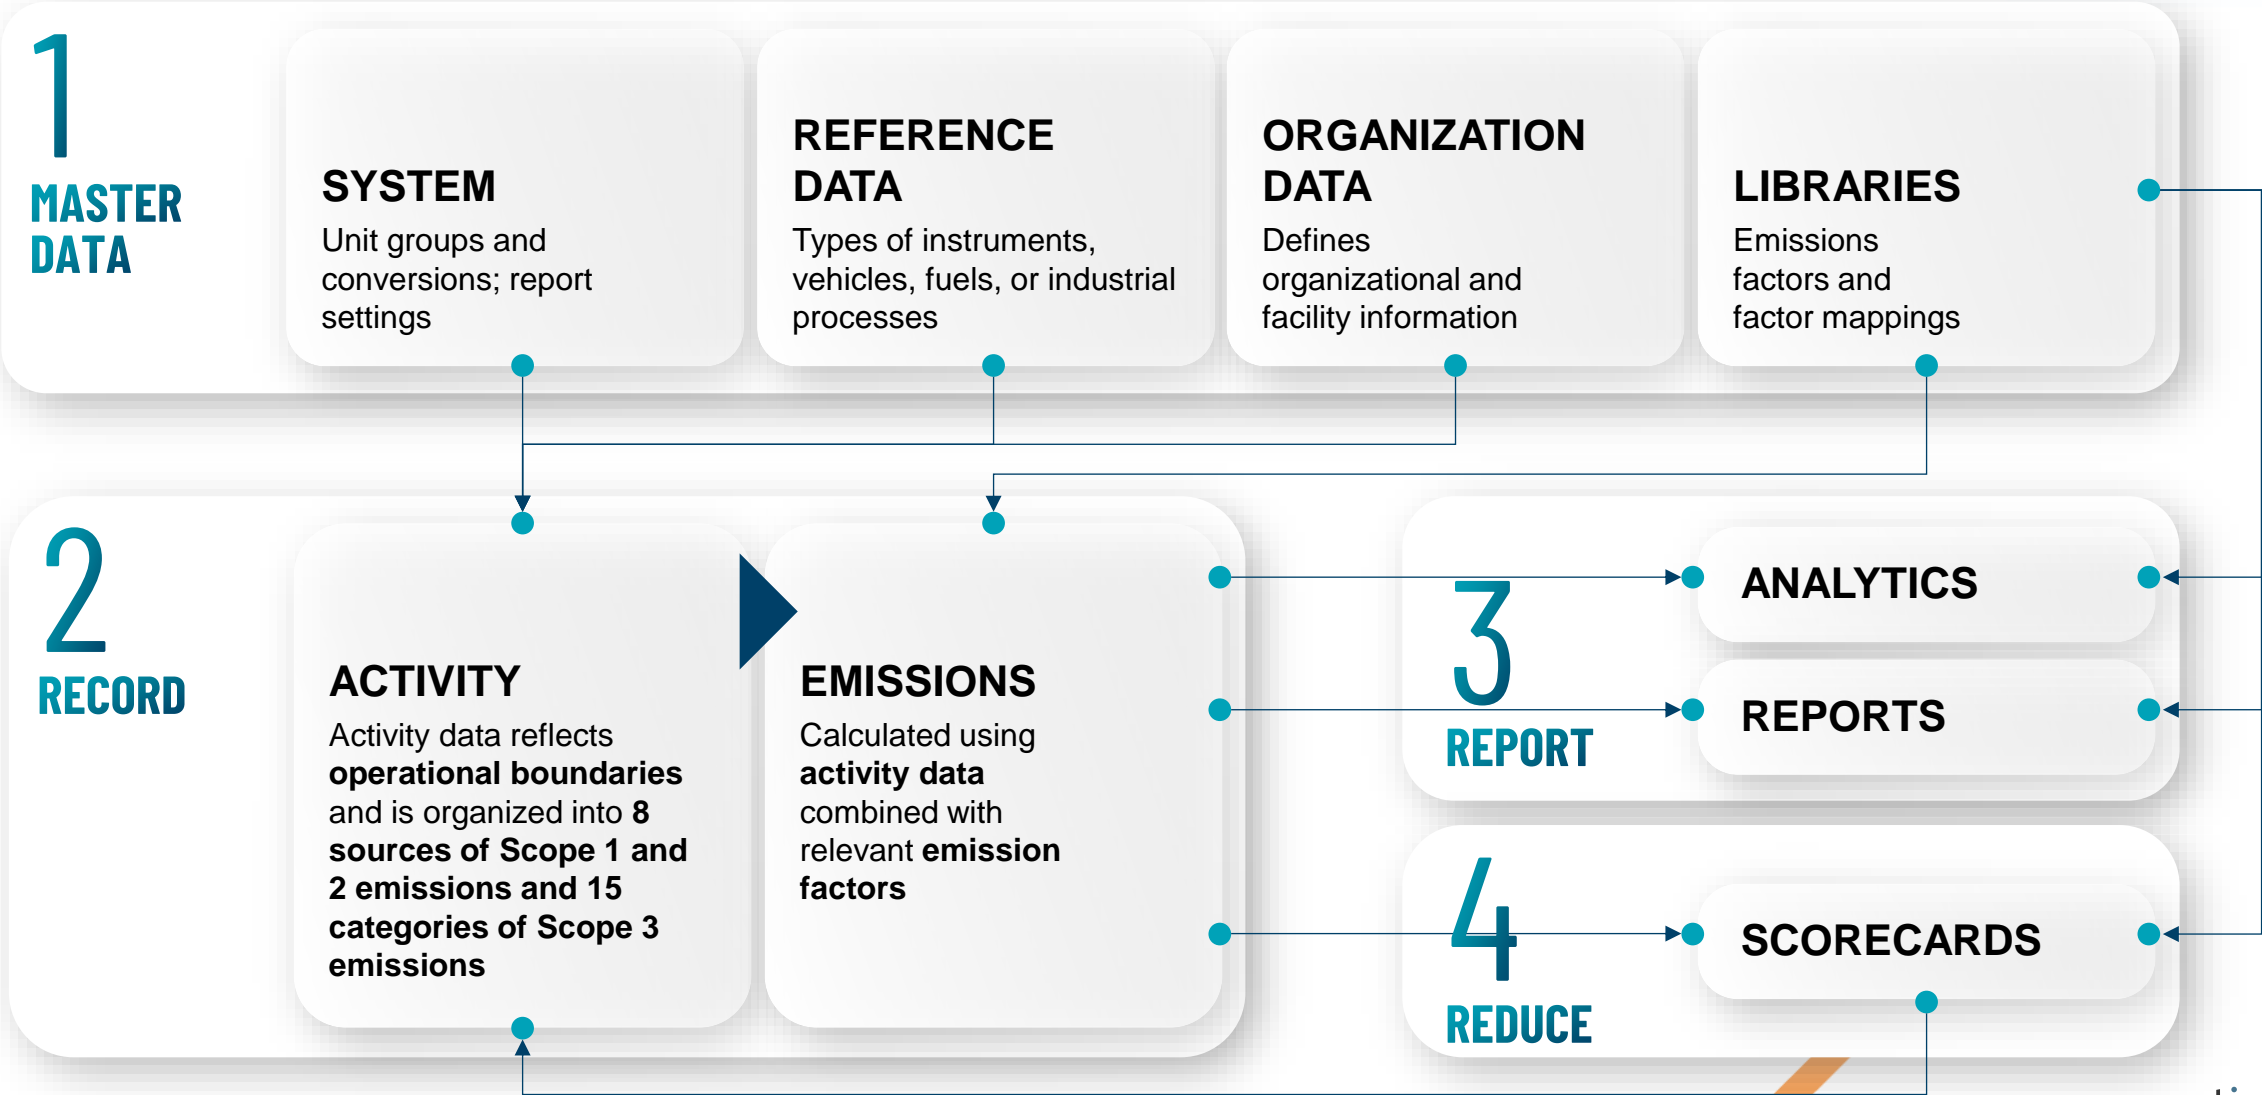 1
MASTER
DATA
SYSTEM
Unit groups and
conversions; report
settings
REFERENCE
DATA
Types of instruments,
vehicles, fuels, or industrial
processes
ORGANIZATION
DATA
Defines
organizational and
facility information
LIBRARIES
Emissions
factors and
factor mappings
2
RECORD
ACTIVITY
Activity data reflects
operational boundaries
and is organized into 8
sources of Scope 1 and
2 emissions and 15
categories of Scope 3
emissions
EMISSIONS
Calculated using
activity data
combined with
relevant emission
factors
3
REPORT
ANALYTICS
REPORTS
4
REDUCE
SCORECARDS